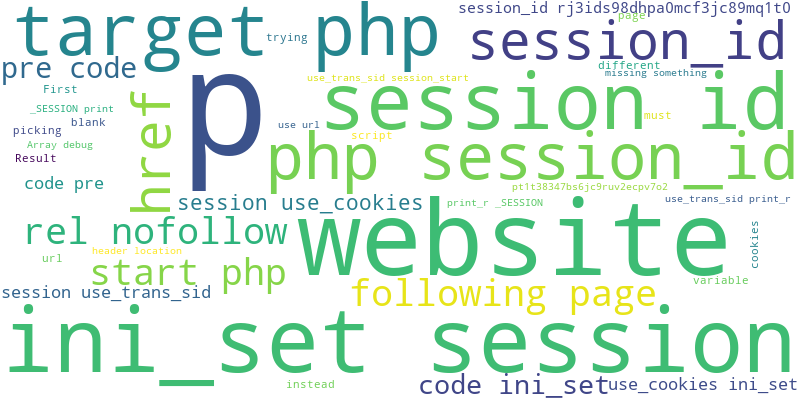 session_id rj3ids98dhpa0mcf3jc89mq1t0
target php
page
session_id
trying
pre code
different
missing something
use_trans_sid session_start
First
p
session id
_SESSION print
href
must
blank
use url
picking
script
php session_id
Array debug
Result
code pre
pt1t38347bs6jc9ruv2ecpv7o2
session use_cookies
print_r _SESSION
use_trans_sid print_r
rel nofollow
website
cookies
header location
url
start php
variable
session use_trans_sid
following page
ini_set session
instead
code ini_set
use_cookies ini_set